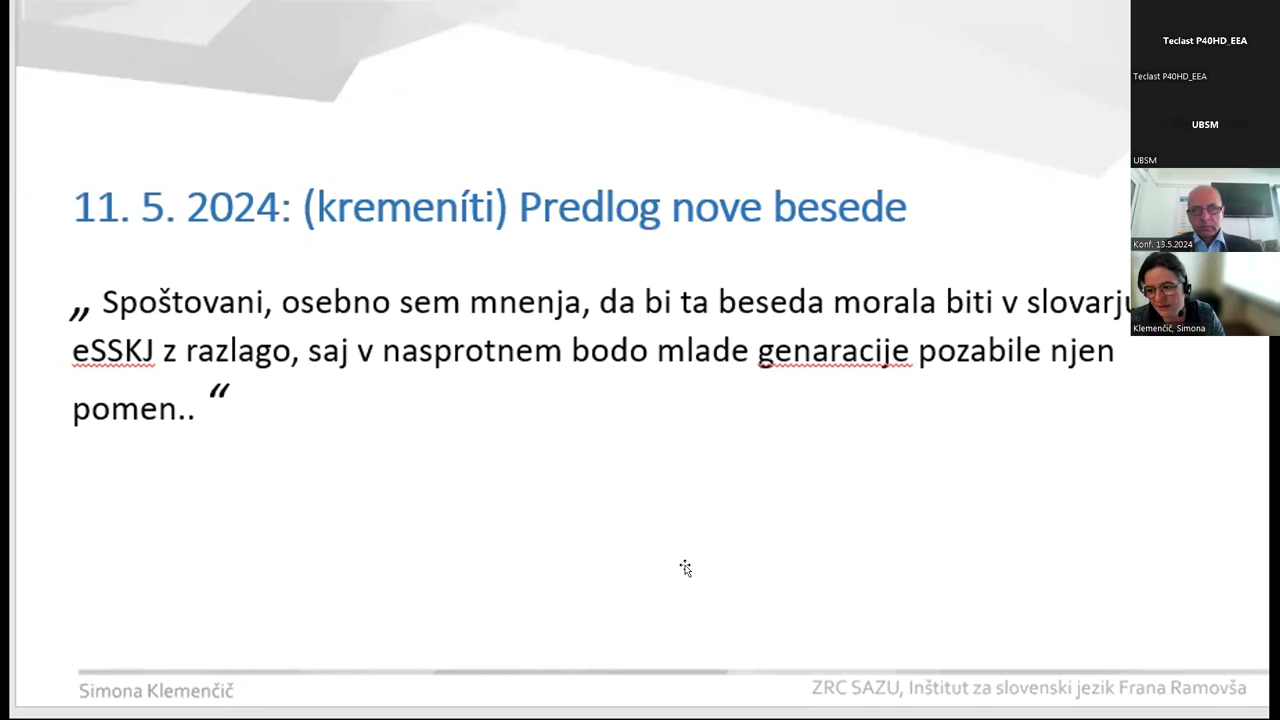 11. 5. 2024: (kremeníti) Predlog nove besede
„ Spoštovani, osebno sem mnenja, da bi ta beseda morala biti v slovarju
eSSKJ z razlago, saj v nasprotnem bodo mlade genaracije pozabile njen
pomen.. “
Simona Klemenčič
ZRC SAZU, Inštitut za slovenski jezik Frana Ramovša
Teclast P40HD_EEA
Teclast P40HD_EEA
UBSM
UBSM
Konf. 13.5.2024
Klemenčič, Simona